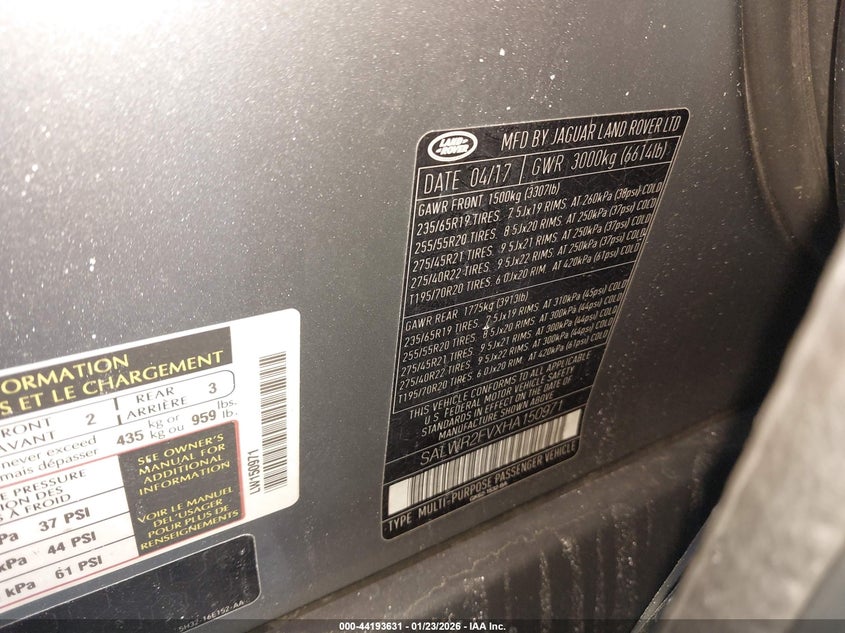 LAND
ROVER
MFD BY JAGUAR LAND ROVER LTD
DATE 04/17 GWR 3000kg (6614lb)
GAWR FRONT 1500kg (3307lb)
235/65R19 TIRES. 7.5Jx19 RIMS. AT 260kPa (38psi) COLD
255/55R20 TIRES. 8.5Jx20 RIMS. AT 250kPa (37psi) COLD
275/45R21 TIRES. 9.5Jx21 RIMS. AT 250kPa (37psi) COLD
275/40R22 TIRES. 9.5Jx22 RIMS. AT 250kPa (37psi) COLD
T195/70R20 TIRES. 6.0Jx20 RIM. AT 420kPa (61psi) COLD
GAWR REAR 1775kg (3913lb)
235/65R19 TIRES. 7.5Jx19 RIMS. AT 310kPa (45psi) COLD
255/55R20 TIRES. 8.5Jx20 RIMS. AT 300kPa (44psi) COLD
275/45R21 TIRES. 9.5Jx21 RIMS. AT 300kPa (44psi) COLD
275/40R22 TIRES. 9.5Jx22 RIMS. AT 300kPa (44psi) COLD
T195/70R20 TIRES. 6.0Jx20 RIM. AT 420kPa (61psi) COLD
THIS VEHICLE CONFORMS TO ALL APPLICABLE
U.S. FEDERAL MOTOR VEHICLE SAFETY
STANDARDS IN EFFECT ON THE DATE OF
MANUFACTURE SHOWN ABOVE
SALWR2FVXHA150971
TYPE MULTI-PURPOSE PASSENGER VEHICLE
ORMATION
S ET LE CHARGEMENT
FRONT 2 REAR 3
AVANT ARRIÈRE
never exceed 435 kg or 959 lbs.
mais dépasser kg ou lb.
E PRESSURE
ION DES
S À FROID
Pa 37 PSI
kPa 44 PSI
kPa 61 PSI
SEE OWNER'S
MANUAL FOR
ADDITIONAL
INFORMATION
VOIR LE MANUEL
DE L'USAGER
POUR PLUS DE
RENSEIGNEMENTS
LW150971
5H32-16E152-AA
000-44193631 - 01/23/2026 - IAA Inc.